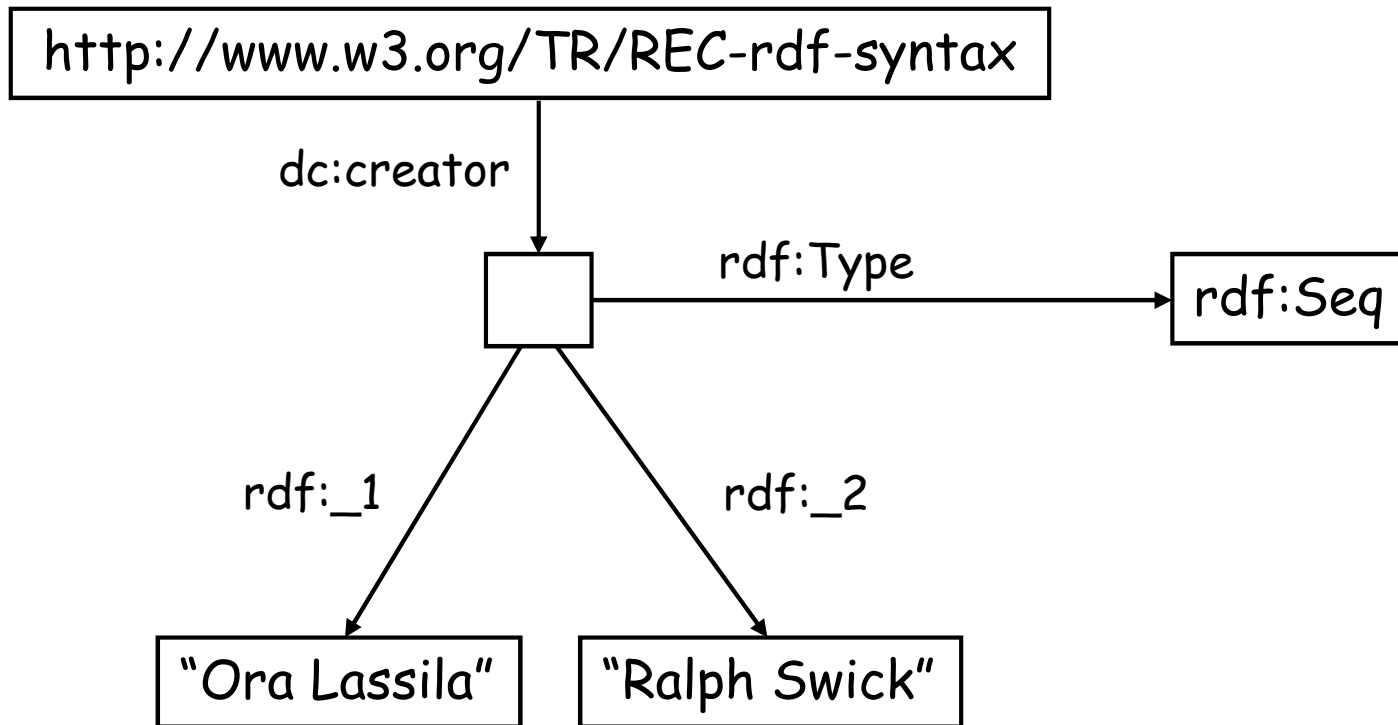 http://www.w3.org/TR/REC-rdf-syntax
dc:creator
rdf:Type
rdf:Seq
rdf:_1
rdf:_2
“Ora Lassila”
“Ralph Swick”